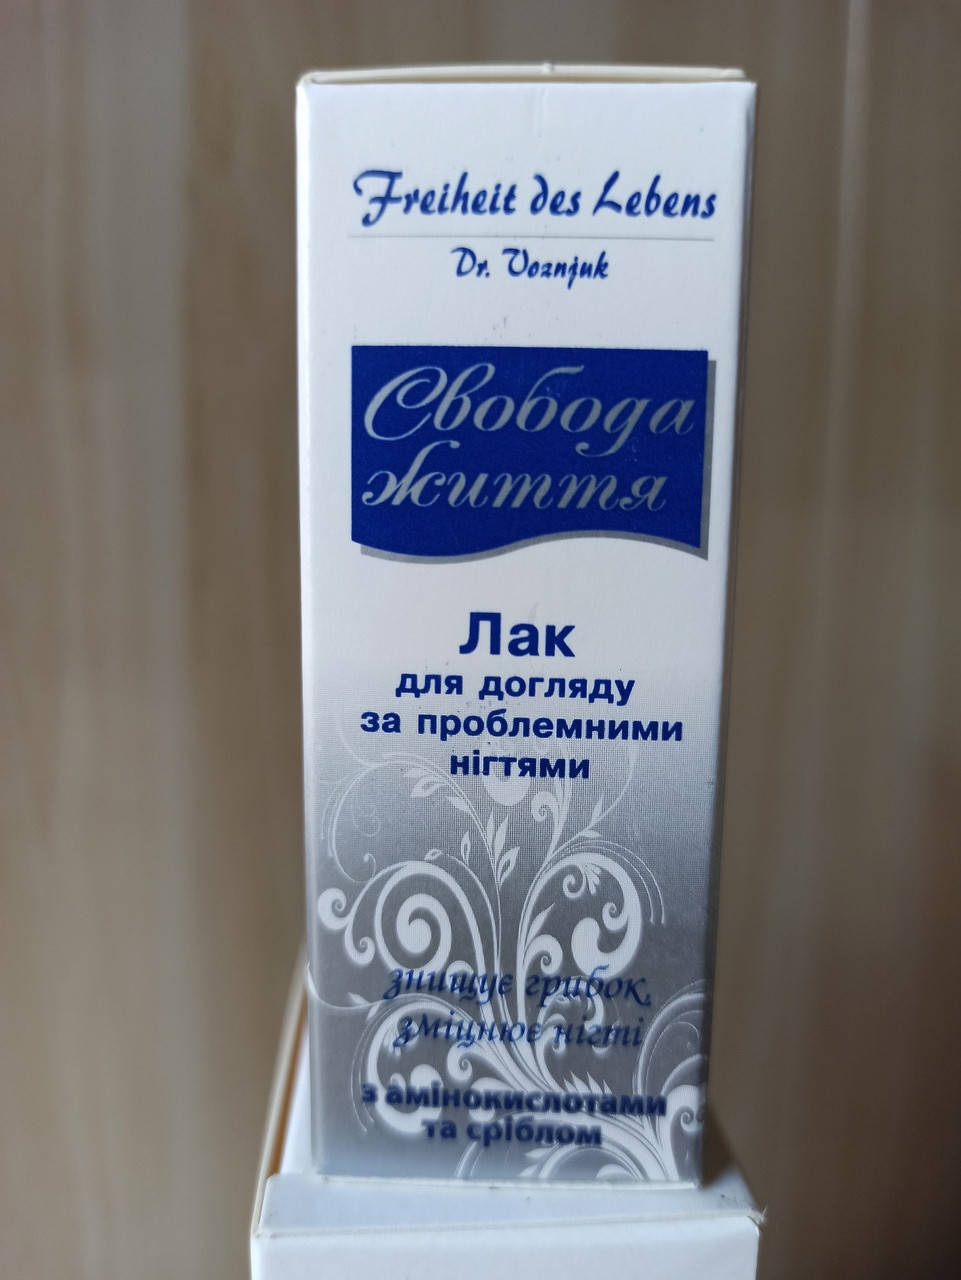 Freiheit des Lebens
Dr. Voznjuk
Свобода
життя
Лак
для догляду
за проблемними
нігтями
знищує грибок,
зміцнює нігті
з амінокислотами
та сріблом